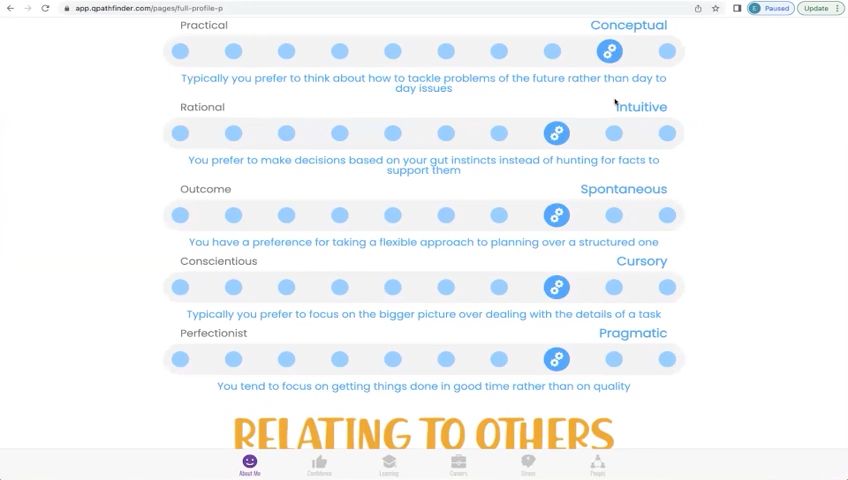 app.qpathfinder.com/pages/full-profile-p
Paused
Update
Practical Conceptual
Typically you prefer to think about how to tackle problems of the future rather than day to
day issues
Rational Intuitive
You prefer to make decisions based on your gut instincts instead of hunting for facts to
support them
Outcome Spontaneous
You have a preference for taking a flexible approach to planning over a structured one
Conscientious Cursory
Typically you prefer to focus on the bigger picture over dealing with the details of a task
Perfectionist Pragmatic
You tend to focus on getting things done in good time rather than on quality
RELATING TO OTHERS
About Me Confidence Learning Careers Stress People